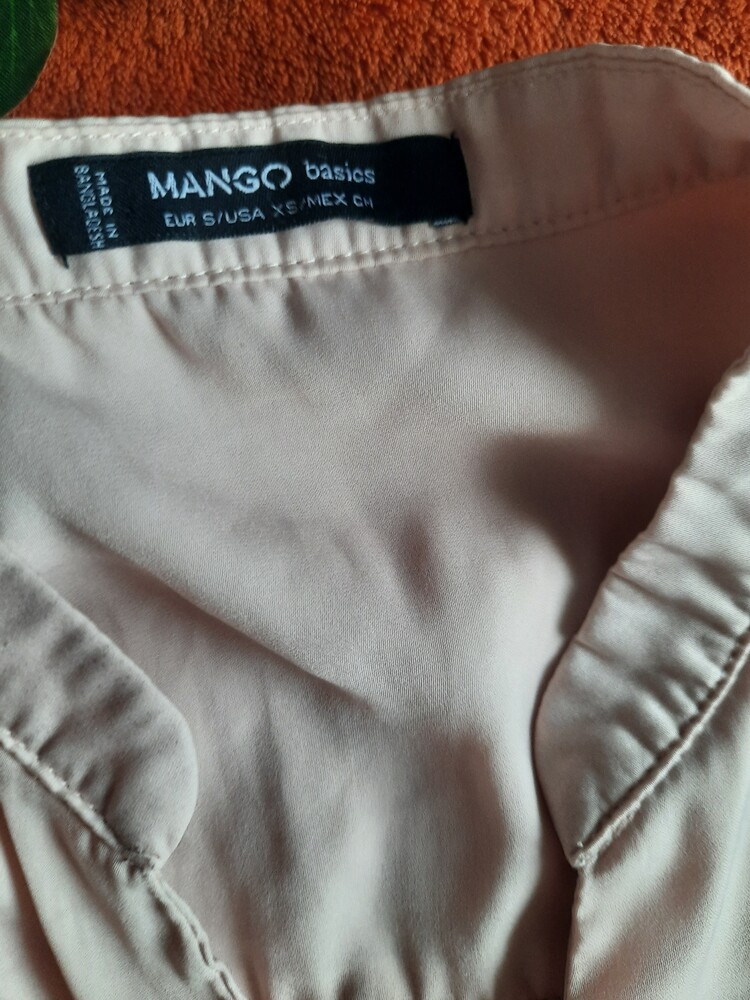 MANGO basics
EUR S/USA XS/MEX CH
MADE IN
BANGLADESH